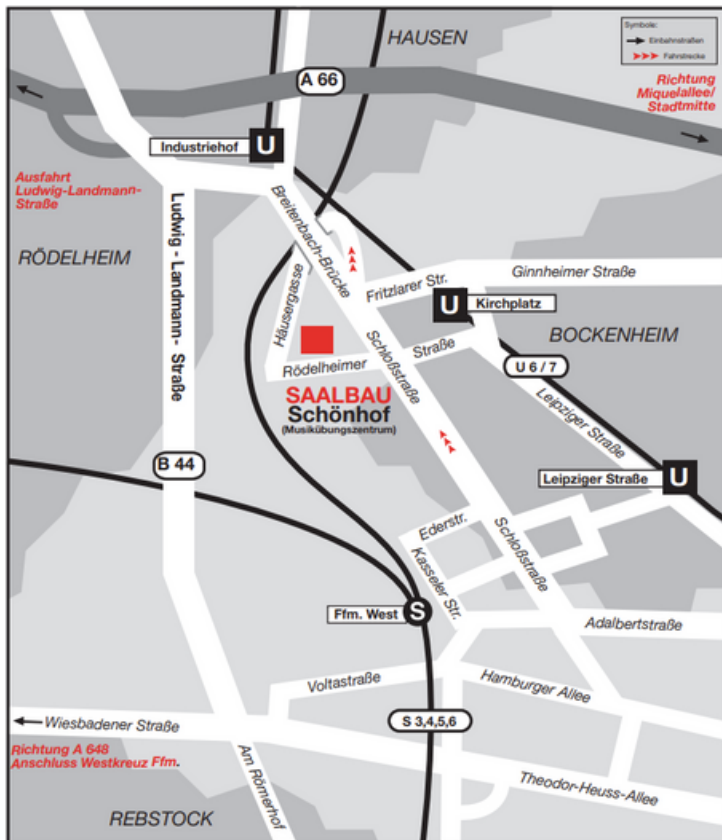 HAUSEN
Symbole:
Einbahnstraßen
Fahrstrecke
A 66
Richtung
Miquelallee/
Stadtmitte
Industriehof
U
Ausfahrt
Ludwig-Landmann-
Straße
Ludwig - Landmann - Straße
Breitenbach-Brücke
RÖDELHEIM
Häusergasse
Fritzlarer Str.
Ginnheimer Straße
U
Kirchplatz
BOCKENHEIM
Rödelheimer Straße
Schloßstraße
U 6 / 7
SAALBAU
Schönhof
(Musikübungszentrum)
Leipziger Straße
B 44
Leipziger Straße
U
Ederstr.
Schloßstraße
Kasseler Str.
Ffm. West
S
Adalbertstraße
Voltastraße
Hamburger Allee
S 3,4,5,6
Wiesbadener Straße
Richtung A 648
Anschluss Westkreuz Ffm.
Am Römerhof
Theodor-Heuss-Allee
REBSTOCK